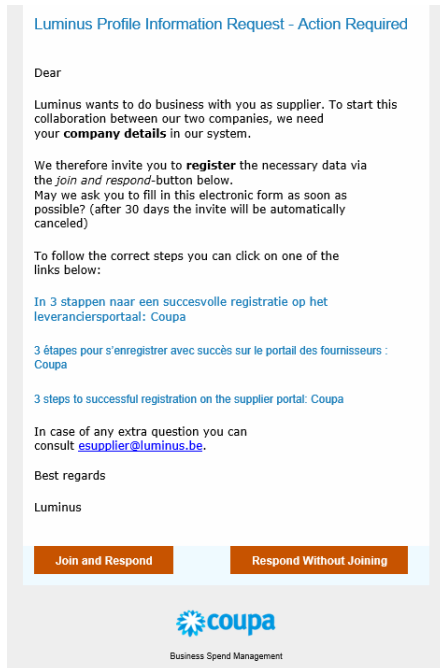 Luminus Profile Information Request - Action Required
Dear
Luminus wants to do business with you as supplier. To start this
collaboration between our two companies, we need
your company details in our system.
We therefore invite you to register the necessary data via
the join and respond-button below.
May we ask you to fill in this electronic form as soon as
possible? (after 30 days the invite will be automatically
canceled)
To follow the correct steps you can click on one of the
links below:
In 3 stappen naar een succesvolle registratie op het
leveranciersportaal: Coupa
3 étapes pour s'enregistrer avec succès sur le portail des fournisseurs :
Coupa
3 steps to successful registration on the supplier portal: Coupa
In case of any extra question you can
consult esupplier@luminus.be.
Best regards
Luminus
Join and Respond
Respond Without Joining
coupa
Business Spend Management